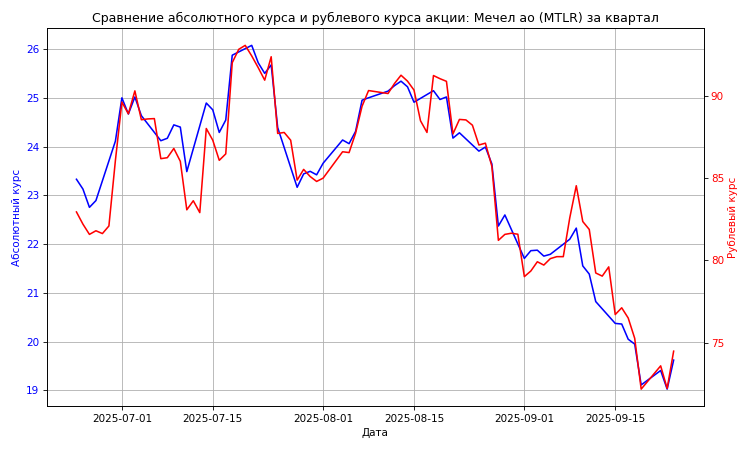 Сравнение абсолютного курса и рублевого курса акции: Мечел ао (MTLR) за квартал
26
25
24
23
22
21
20
19
Абсолютный курс
90
85
80
75
Рублевый курс
2025-07-01 2025-07-15 2025-08-01 2025-08-15 2025-09-01 2025-09-15
Дата